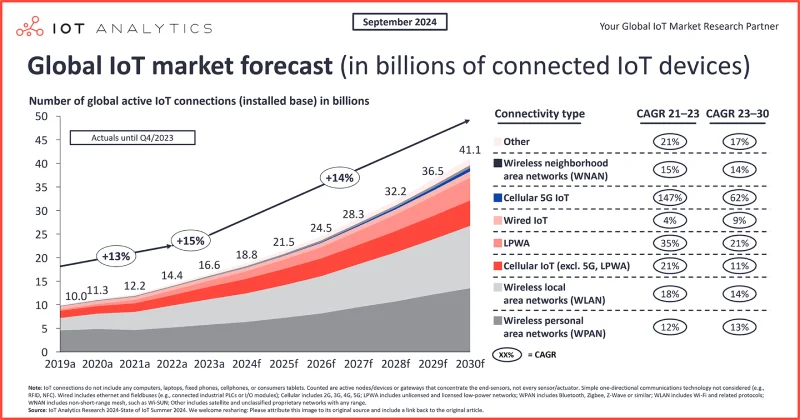 IOT ANALYTICS
September 2024
Your Global IoT Market Research Partner
Global IoT market forecast (in billions of connected IoT devices)
Number of global active IoT connections (installed base) in billions
50
45
40
35
30
25
20
15
10
5
0
Actuals until Q4/2023
+13%
+15%
+14%
10.0
11.3
12.2
14.4
16.6
18.8
21.5
24.5
28.3
32.2
36.5
41.1
2019a 2020a 2021a 2022a 2023a 2024f 2025f 2026f 2027f 2028f 2029f 2030f
Connectivity type CAGR 21–23 CAGR 23–30
Other 21% 17%
Wireless neighborhood
area networks (WNAN) 15% 14%
Cellular 5G IoT 147% 62%
Wired IoT 4% 9%
LPWA 35% 21%
Cellular IoT (excl. 5G, LPWA) 21% 11%
Wireless local
area networks (WLAN) 18% 14%
Wireless personal
area networks (WPAN) 12% 13%
XX% = CAGR
Note: IoT connections do not include any computers, laptops, fixed phones, cellphones, or consumers tablets. Counted are active nodes/devices or gateways that concentrate the end-sensors, not every sensor/actuator. Simple one-directional communications technology not considered (e.g.,
RFID, NFC). Wired includes ethernet and fieldbuses (e.g., connected industrial PLCs or I/O modules); Cellular includes 2G, 3G, 4G, 5G; LPWA includes unlicensed and licensed low-power networks; WPAN includes Bluetooth, Zigbee, Z-Wave or similar; WLAN includes Wi-Fi and related protocols;
WNAN includes non-short-range mesh, such as Wi-SUN; Other includes satellite and unclassified proprietary networks with any range.
Source: IoT Analytics Research 2024-State of IoT Summer 2024. We welcome resharing: Please attribute this image to its original source and include a link back to the original article.